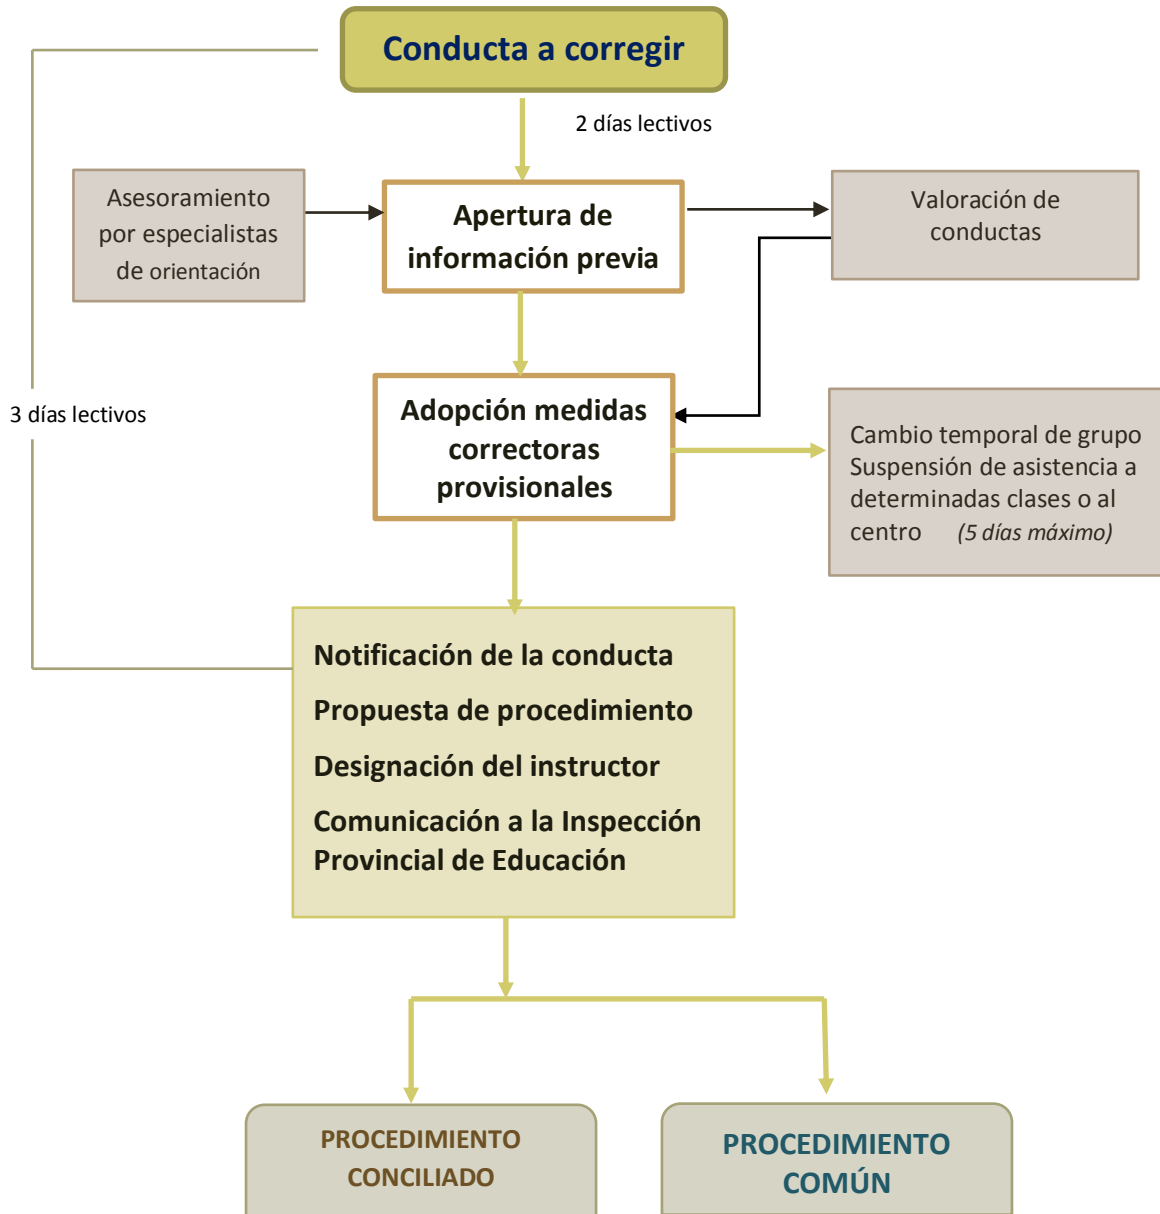 Conducta a corregir
2 días lectivos
Asesoramiento
por especialistas
de orientación
Apertura de
información previa
Valoración de
conductas
3 días lectivos
Adopción medidas
correctoras
provisionales
Cambio temporal de grupo
Suspensión de asistencia a
determinadas clases o al
centro (5 días máximo)
Notificación de la conducta
Propuesta de procedimiento
Designación del instructor
Comunicación a la Inspección
Provincial de Educación
PROCEDIMIENTO
CONCILIADO
PROCEDIMIENTO
COMÚN